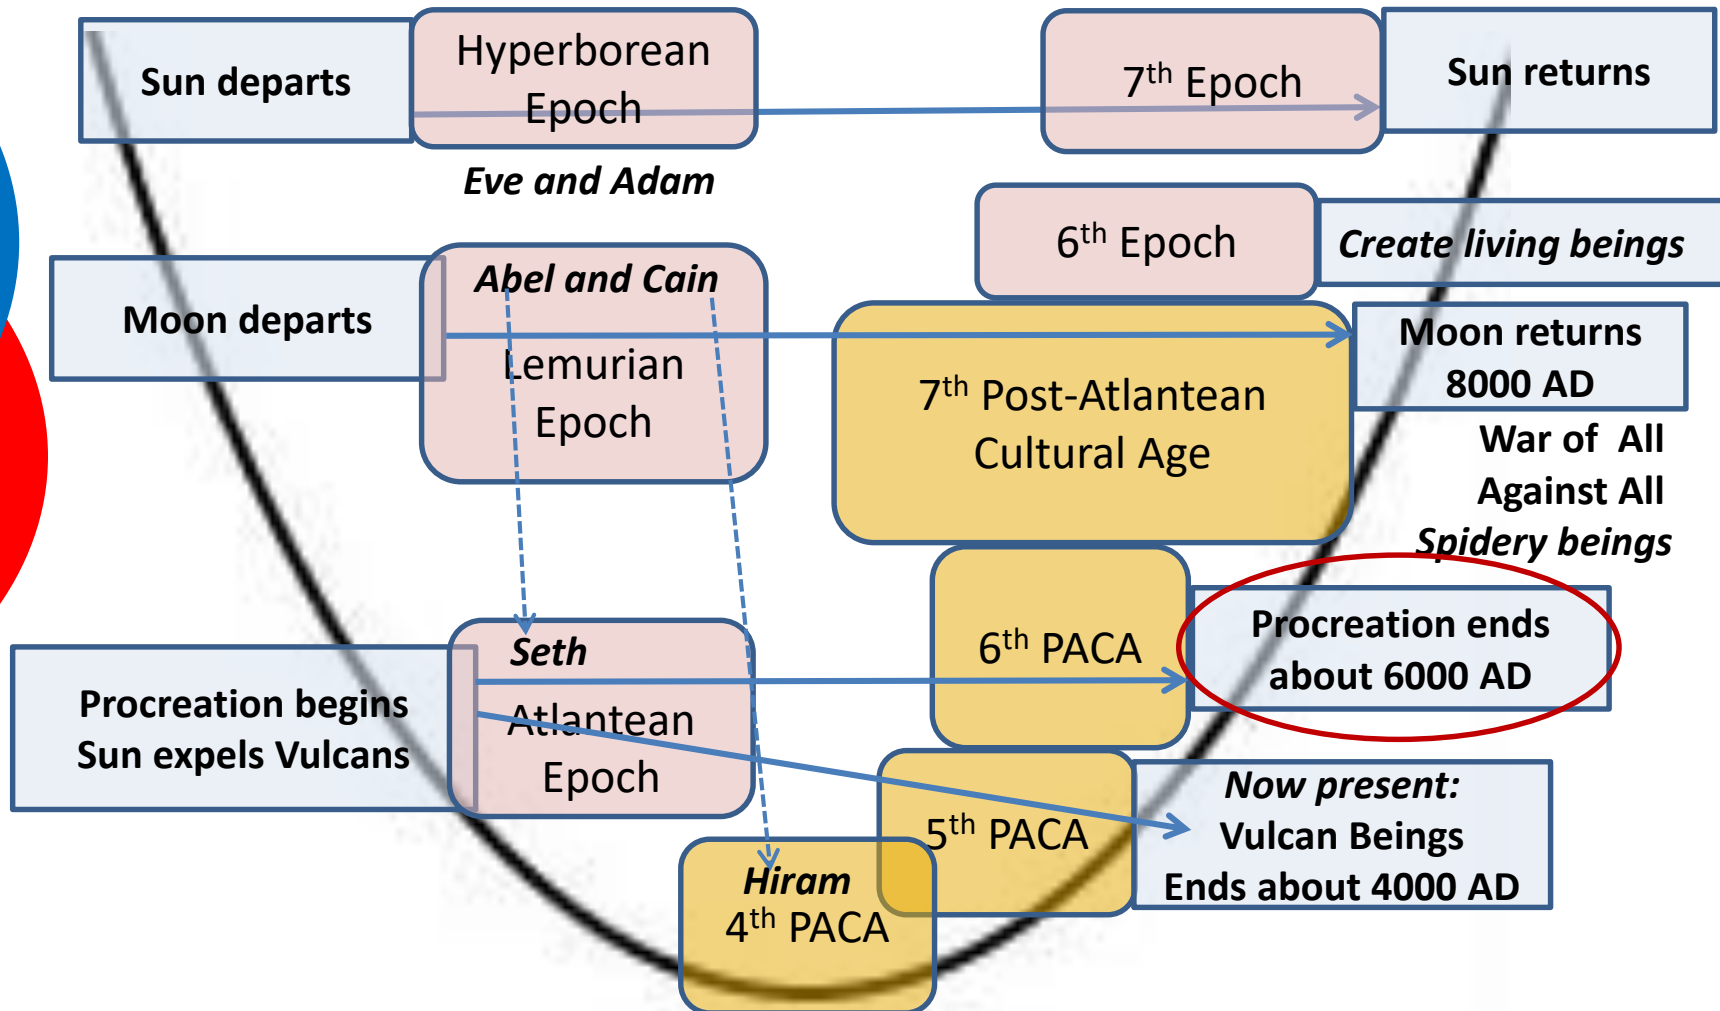 Sun departs
Hyperborean
Epoch
7th Epoch
Sun returns
Eve and Adam
6th Epoch
Create living beings
Moon departs
Abel and Cain
Lemurian
Epoch
7th Post-Atlantean
Cultural Age
Moon returns
8000 AD
War of All
Against All
Spidery beings
Procreation begins
Sun expels Vulcans
Seth
Atlantean
Epoch
6th PACA
Procreation ends
about 6000 AD
5th PACA
Now present:
Vulcan Beings
Ends about 4000 AD
Hiram
4th PACA